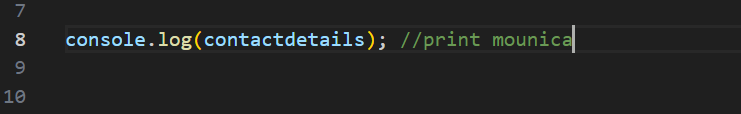 7
8 console.log(contactdetails); //print mounica
9
10